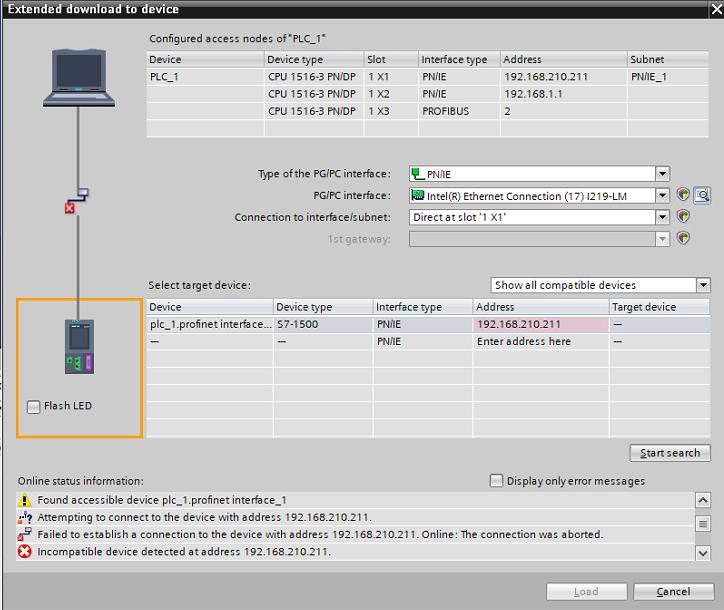 Extended download to device
Configured access nodes of "PLC_1"
Device Device type Slot Interface type Address Subnet
PLC_1 CPU 1516-3 PN/DP 1 X1 PN/IE 192.168.210.211 PN/IE_1
CPU 1516-3 PN/DP 1 X2 PN/IE 192.168.1.1
CPU 1516-3 PN/DP 1 X3 PROFIBUS 2
Type of the PG/PC interface: PN/IE
PG/PC interface: Intel(R) Ethernet Connection (17) I219-LM
Connection to interface/subnet: Direct at slot '1 X1'
1st gateway:
Select target device: Show all compatible devices
Device Device type Interface type Address Target device
plc_1.profinet interface... S7-1500 PN/IE 192.168.210.211 —
— — PN/IE Enter address here —
Flash LED
Start search
Online status information: Display only error messages
Found accessible device plc_1.profinet interface_1
Attempting to connect to the device with address 192.168.210.211.
Failed to establish a connection to the device with address 192.168.210.211. Online: The connection was aborted.
Incompatible device detected at address 192.168.210.211.
Load Cancel